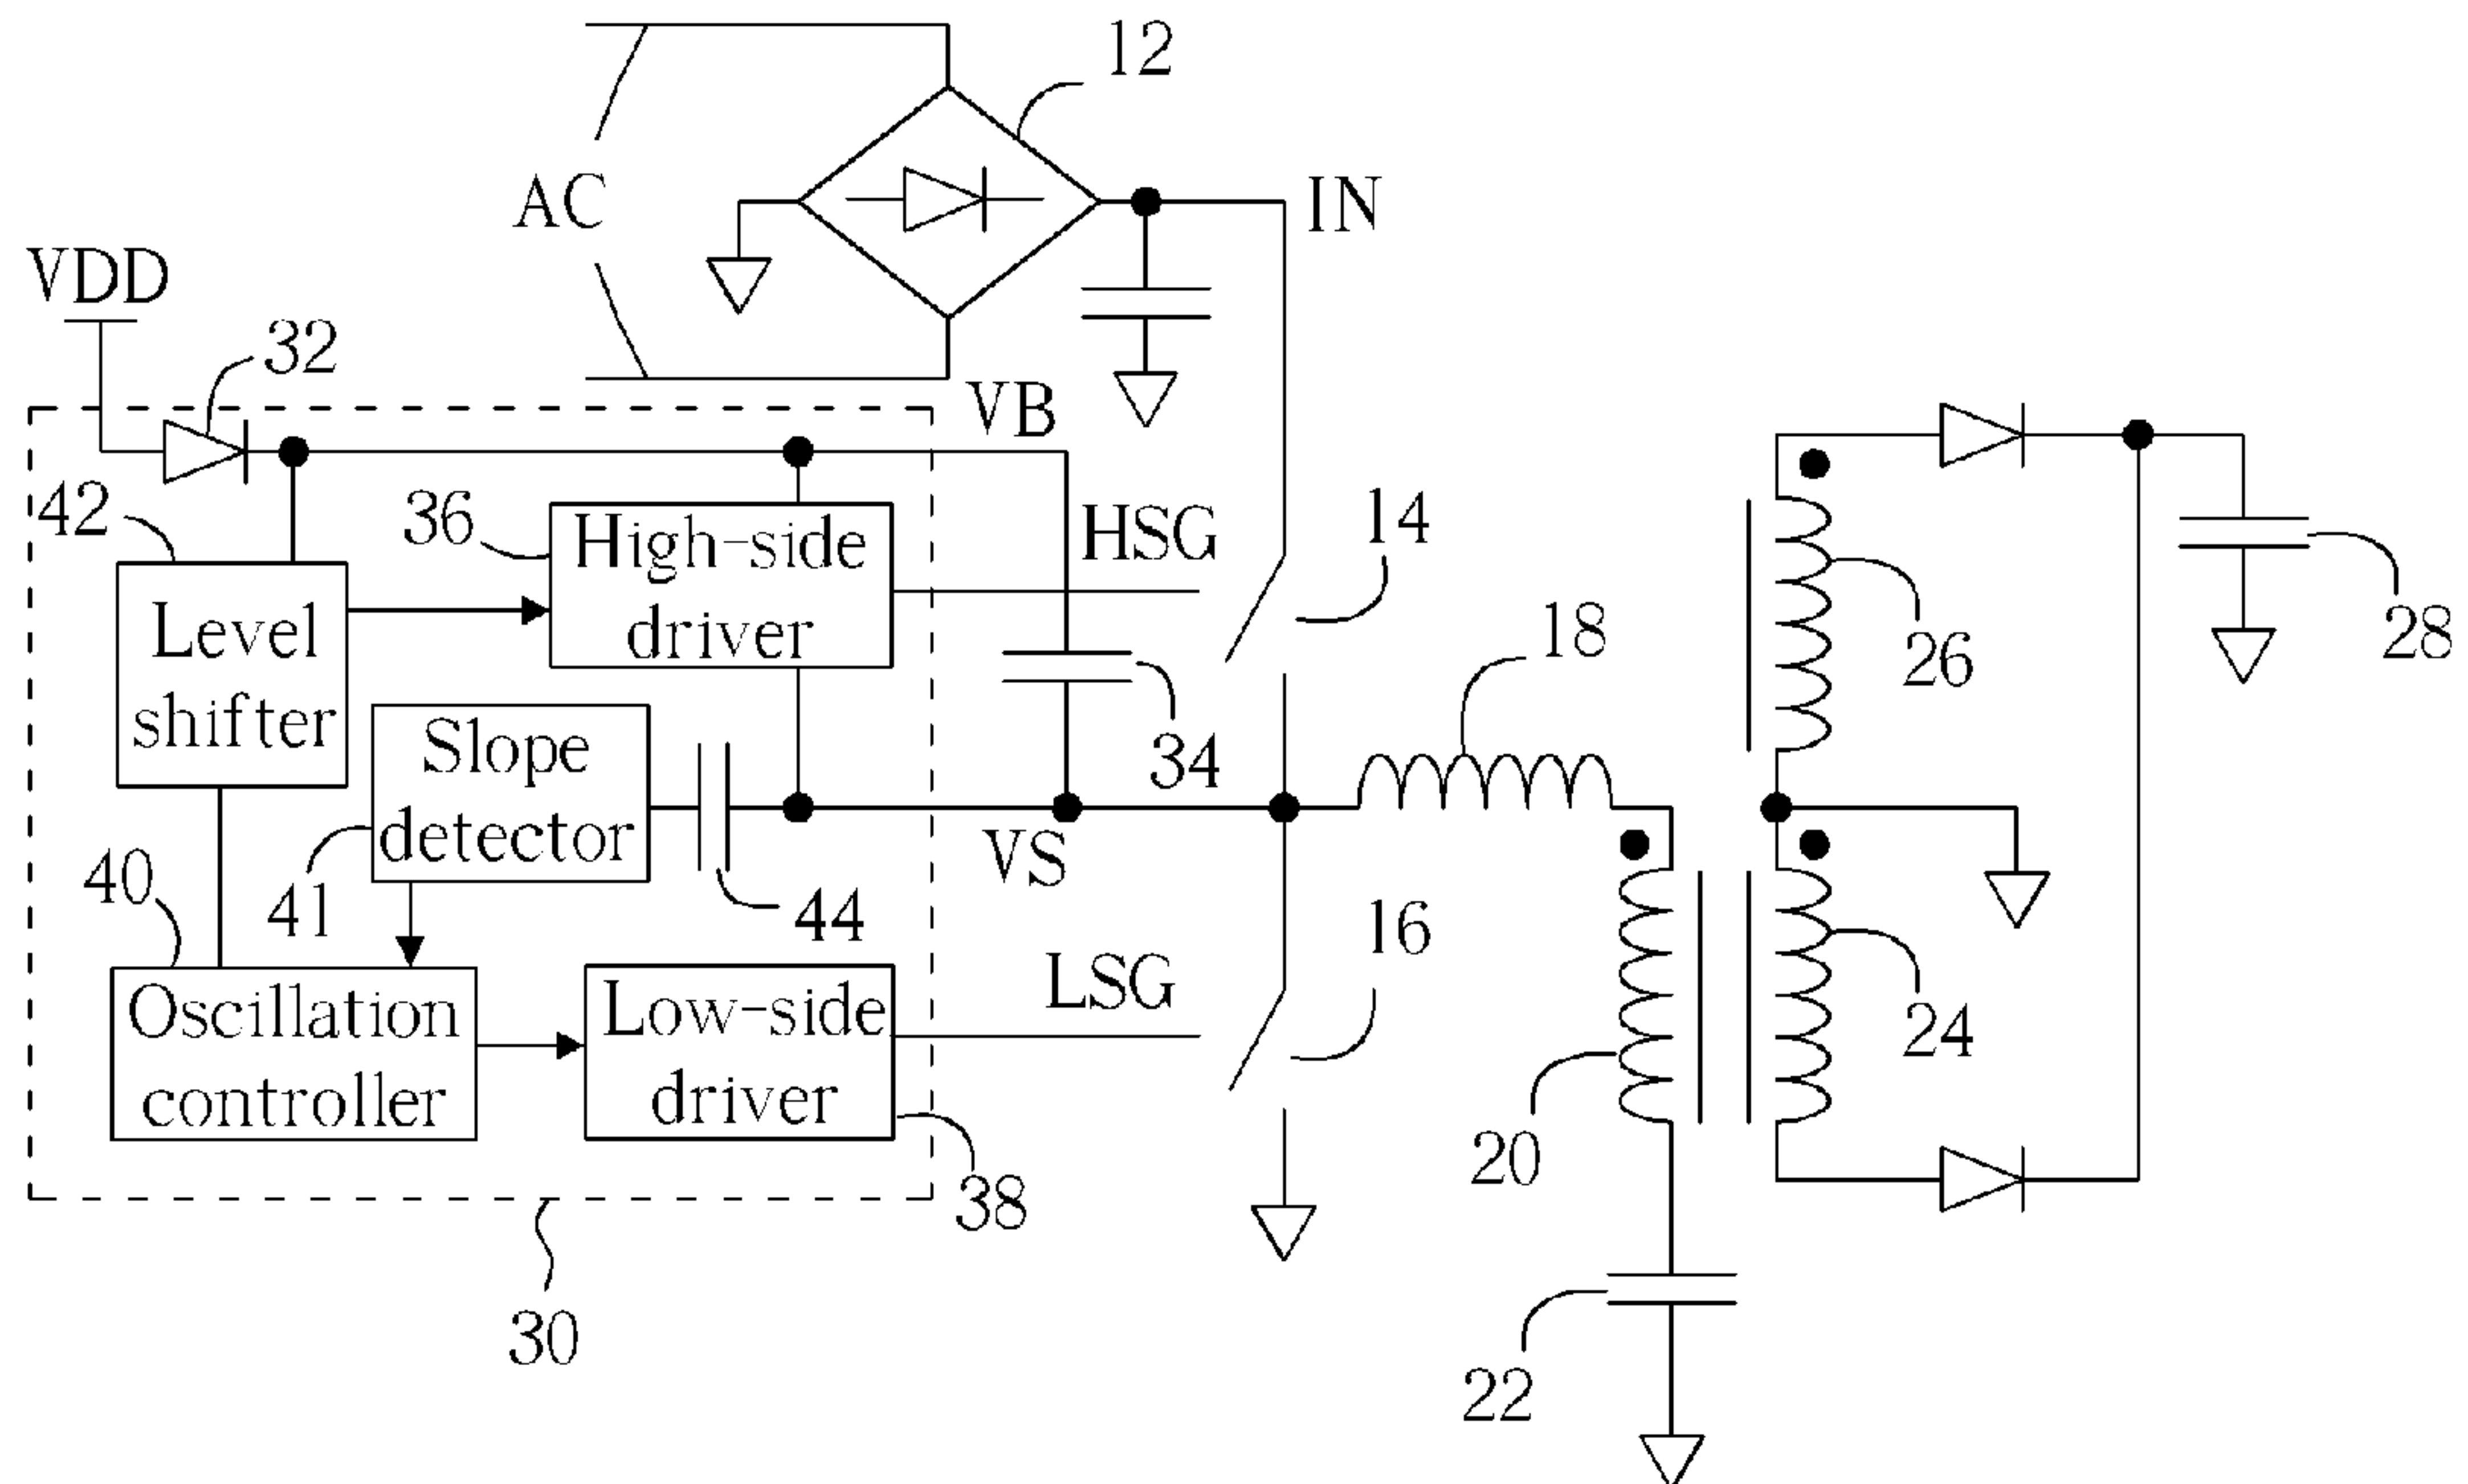 12
AC
IN
VDD
32
VB
42
36
High-side
driver
HSG
14
Level
shifter
18
26
28
Slope
detector
34
VS
40
41
44
16
LSG
Oscillation
controller
Low-side
driver
24
20
38
30
22